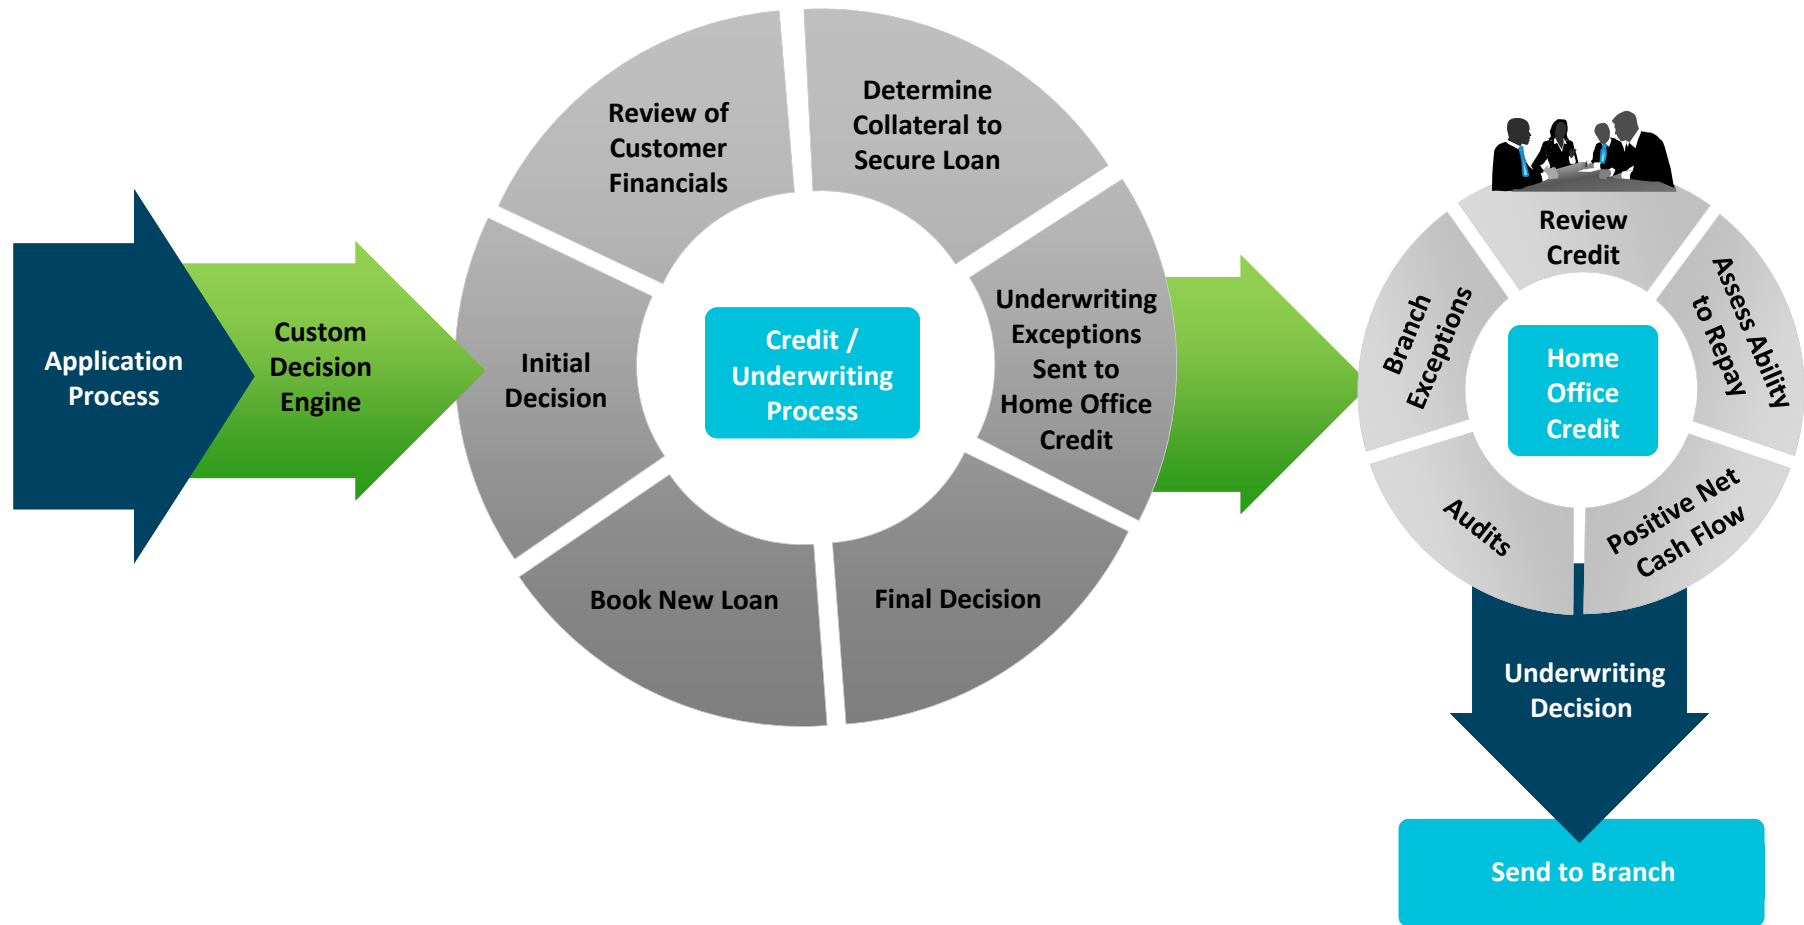 Application
Process
Custom
Decision
Engine
Initial
Decision
Review of
Customer
Financials
Determine
Collateral to
Secure Loan
Underwriting
Exceptions
Sent to
Home Office
Credit
Final Decision
Book New Loan
Credit /
Underwriting
Process
Review
Credit
Assess Ability
to Repay
Positive Net
Cash Flow
Audits
Branch
Exceptions
Home
Office
Credit
Underwriting
Decision
Send to Branch